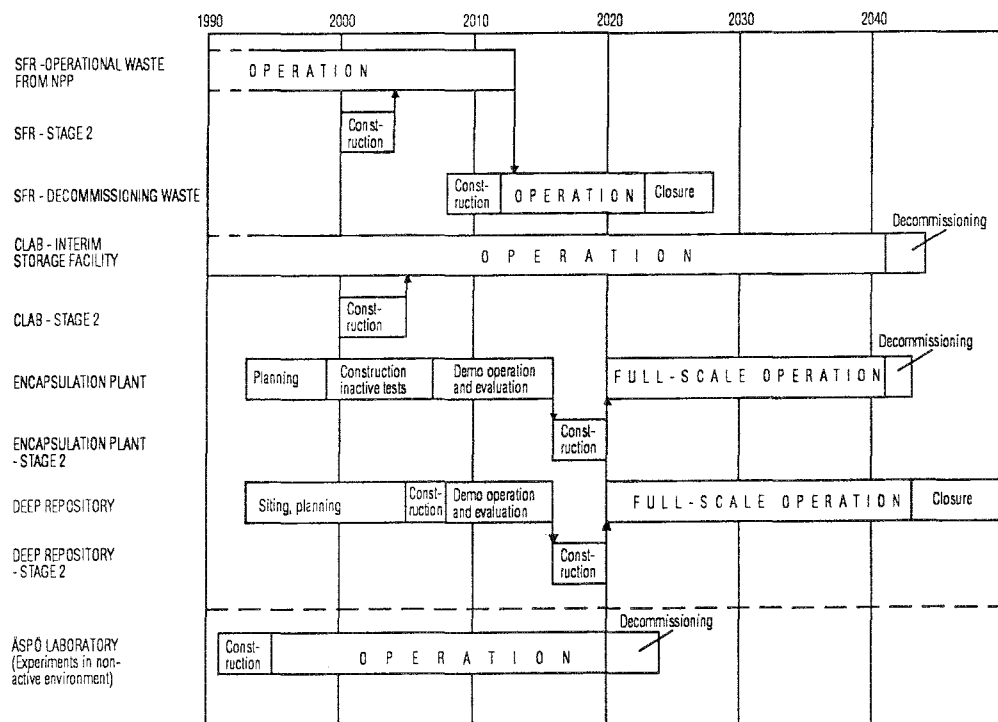 1990 2000 2010 2020 2030 2040
SFR -OPERATIONAL WASTE
FROM NPP
OPERATION
SFR - STAGE 2
Const-
ruction
SFR - DECOMMISSIONING WASTE
Const-
ruction
OPERATION
Closure
Decommissioning
CLAB - INTERIM
STORAGE FACILITY
OPERATION
CLAB - STAGE 2
Const-
ruction
Decommissioning
ENCAPSULATION PLANT
Planning
Construction
inactive tests
Demo operation
and evaluation
FULL-SCALE OPERATION
ENCAPSULATION PLANT
- STAGE 2
Const-
ruction
DEEP REPOSITORY
Siting, planning
Const-
ruction
Demo operation
and evaluation
FULL-SCALE OPERATION
Closure
DEEP REPOSITORY
- STAGE 2
Const-
ruction
Decommissioning
ÄSPÖ LABORATORY
(Experiments in non-
active environment)
Const-
ruction
OPERATION